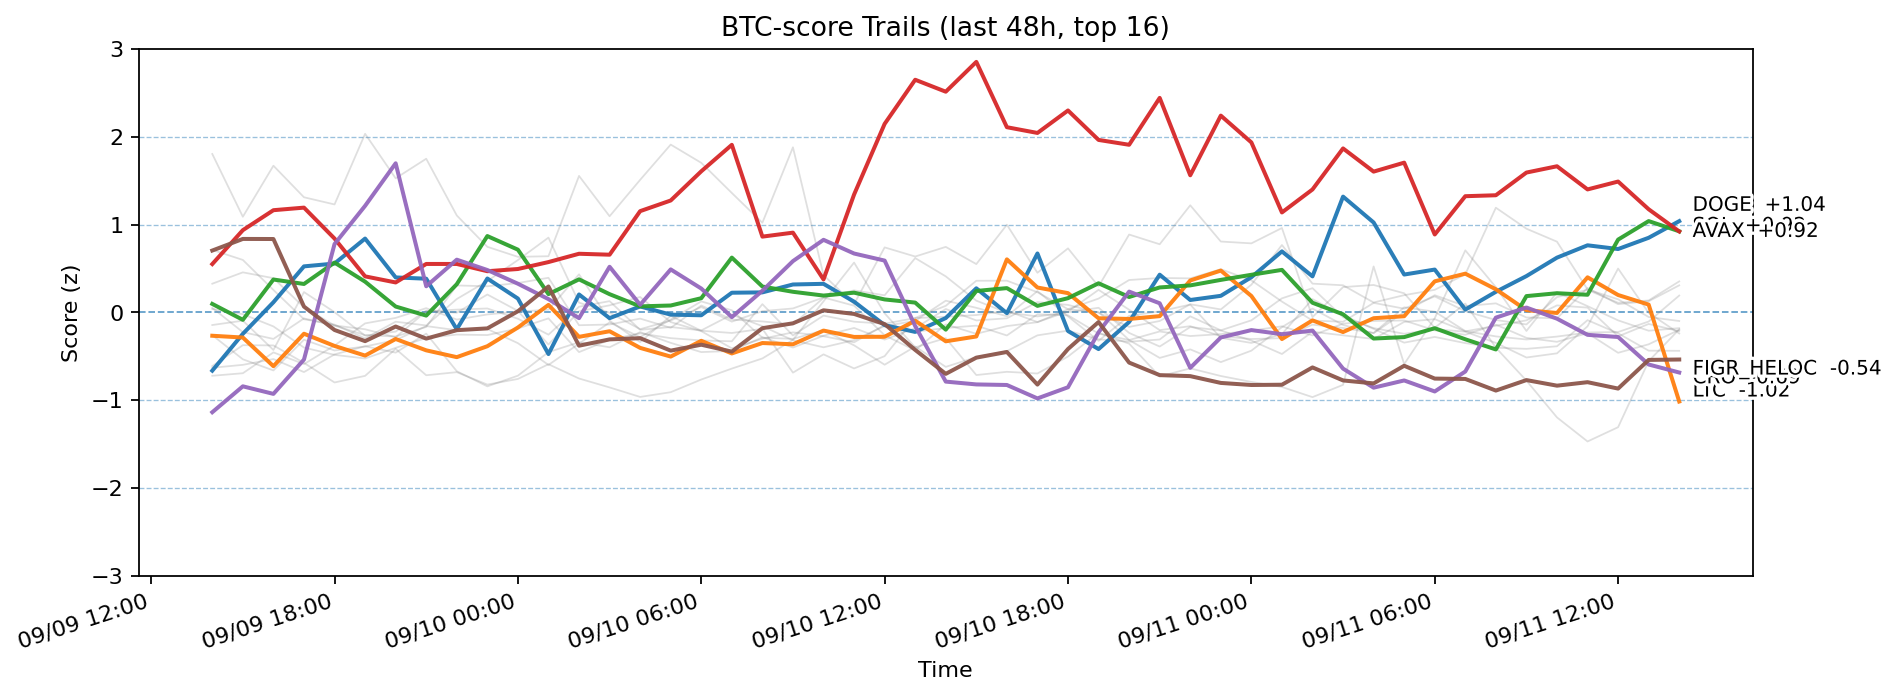 BTC-score Trails (last 48h, top 16)
Score (z)
3
2
1
0
−1
−2
−3
DOGE +1.04
AVAX +0.92
FIGR_HELOC -0.54
LTC -1.02
09/09 12:00
09/09 18:00
09/10 00:00
09/10 06:00
09/10 12:00
09/10 18:00
09/11 00:00
09/11 06:00
09/11 12:00
Time